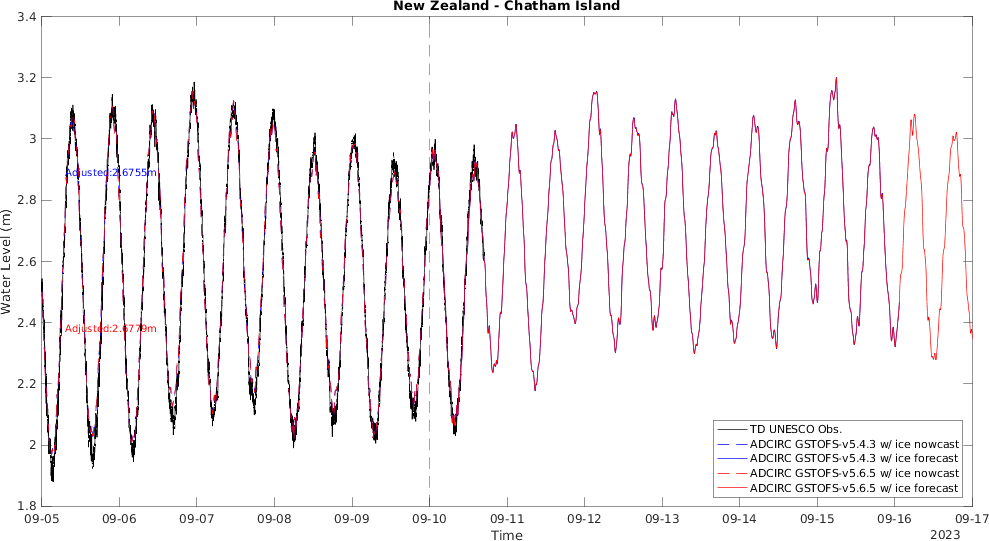 New Zealand - Chatham Island
3.4
3.2
3
2.8
2.6
2.4
2.2
2
1.8
Water Level (m)
Adjusted:2.6755m
Adjusted:2.6779m
TD UNESCO Obs.
ADCIRC GSTOFS-v5.4.3 w/ ice nowcast
ADCIRC GSTOFS-v5.4.3 w/ ice forecast
ADCIRC GSTOFS-v5.6.5 w/ ice nowcast
ADCIRC GSTOFS-v5.6.5 w/ ice forecast
09-05 09-06 09-07 09-08 09-09 09-10 09-11 09-12 09-13 09-14 09-15 09-16 09-17
Time
2023